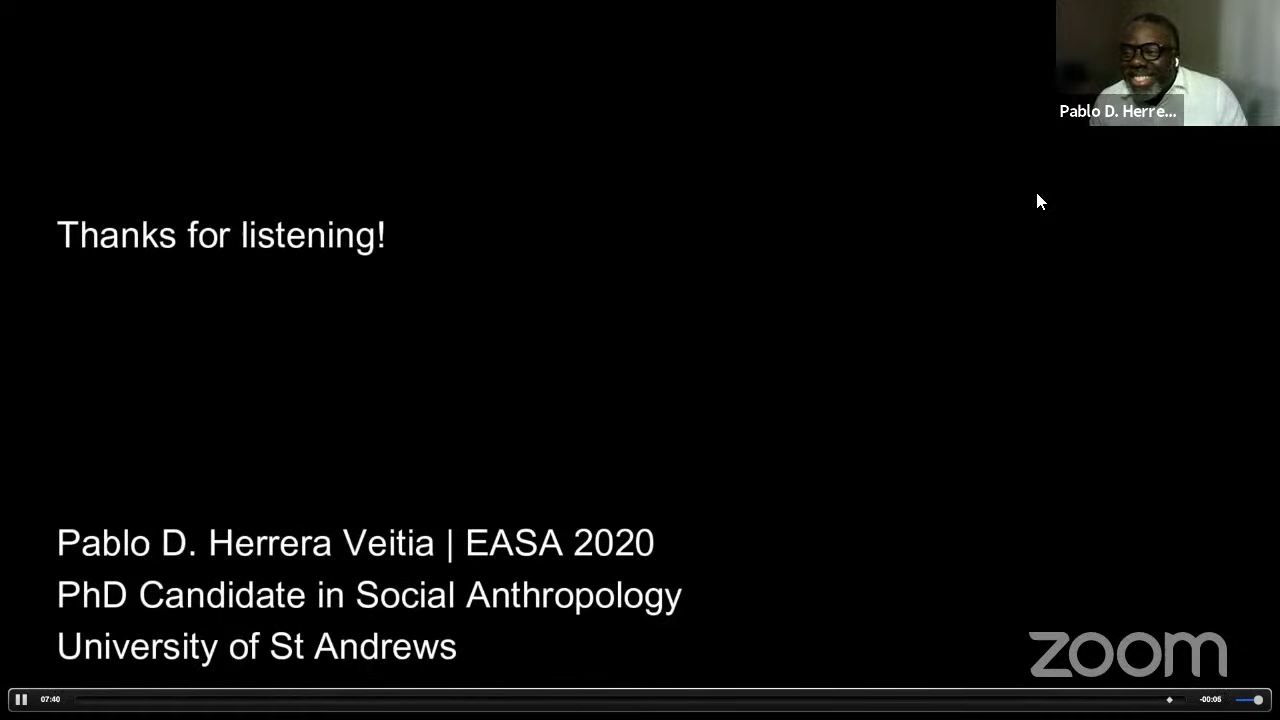 Pablo D. Herre...
Thanks for listening!
Pablo D. Herrera Veitia | EASA 2020
PhD Candidate in Social Anthropology
University of St Andrews
zoom
07:40
-00:05